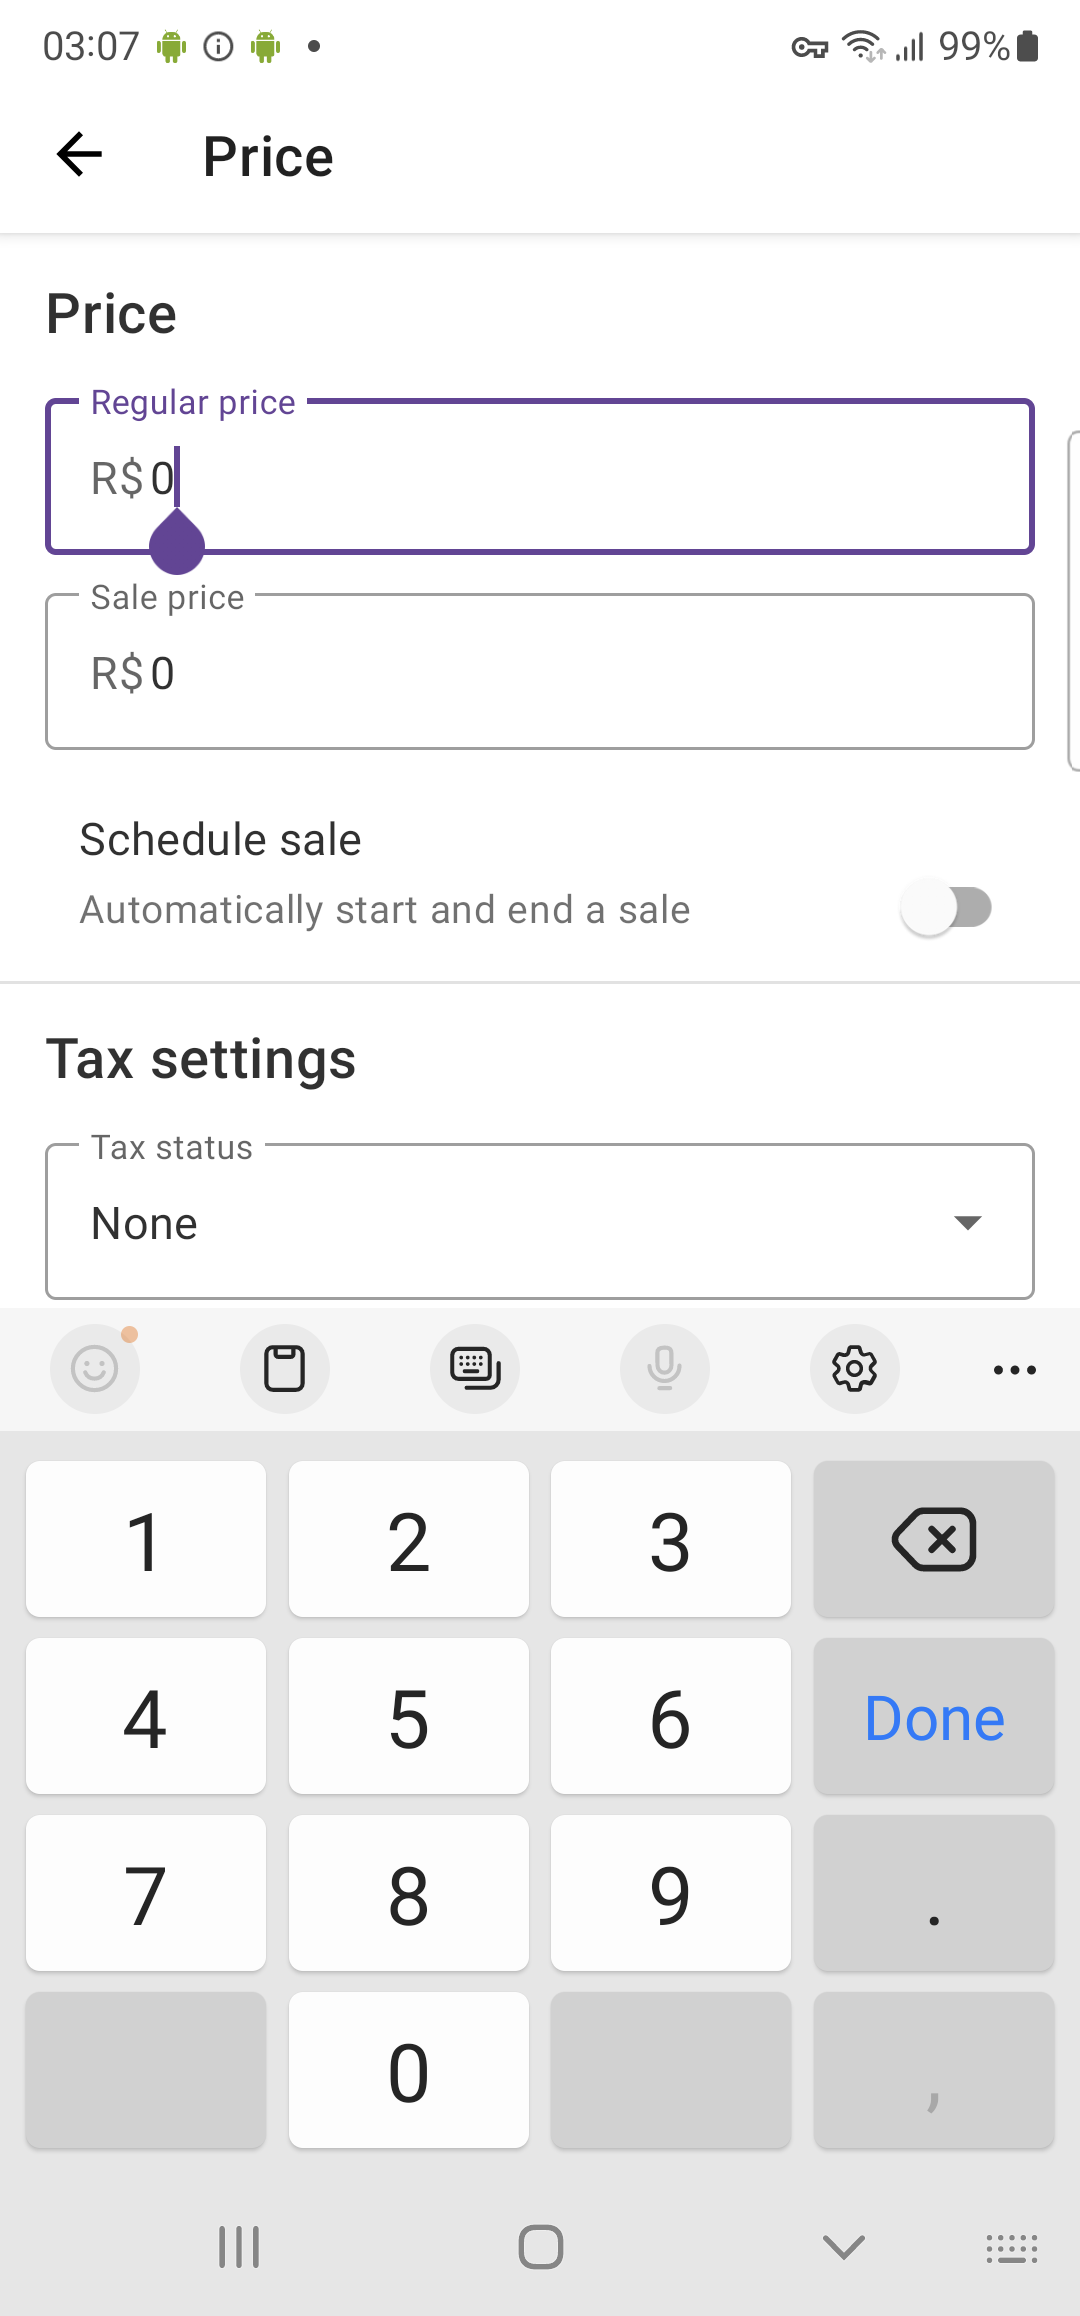 03:07 99%
Price
Price
Regular price
R$0
Sale price
R$0
Schedule sale
Automatically start and end a sale
Tax settings
Tax status
None
1 2 3
4 5 6 Done
7 8 9 .
0 ,